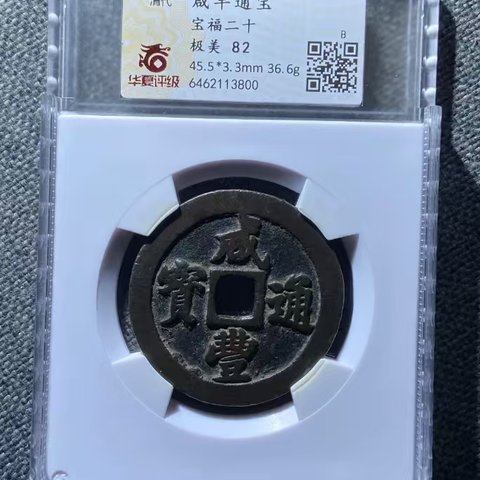 清代
咸丰通宝
宝福二十
B
极美 82
45.5*3.3mm 36.6g
6462113800
华夏评级
咸豐通寶